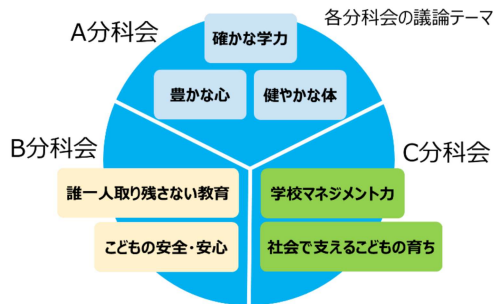 各分科会の議論テーマ
A分科会
確かな学力
豊かな心
健やかな体
B分科会
誰一人取り残さない教育
こどもの安全・安心
C分科会
学校マネジメント力
社会で支えるこどもの育ち